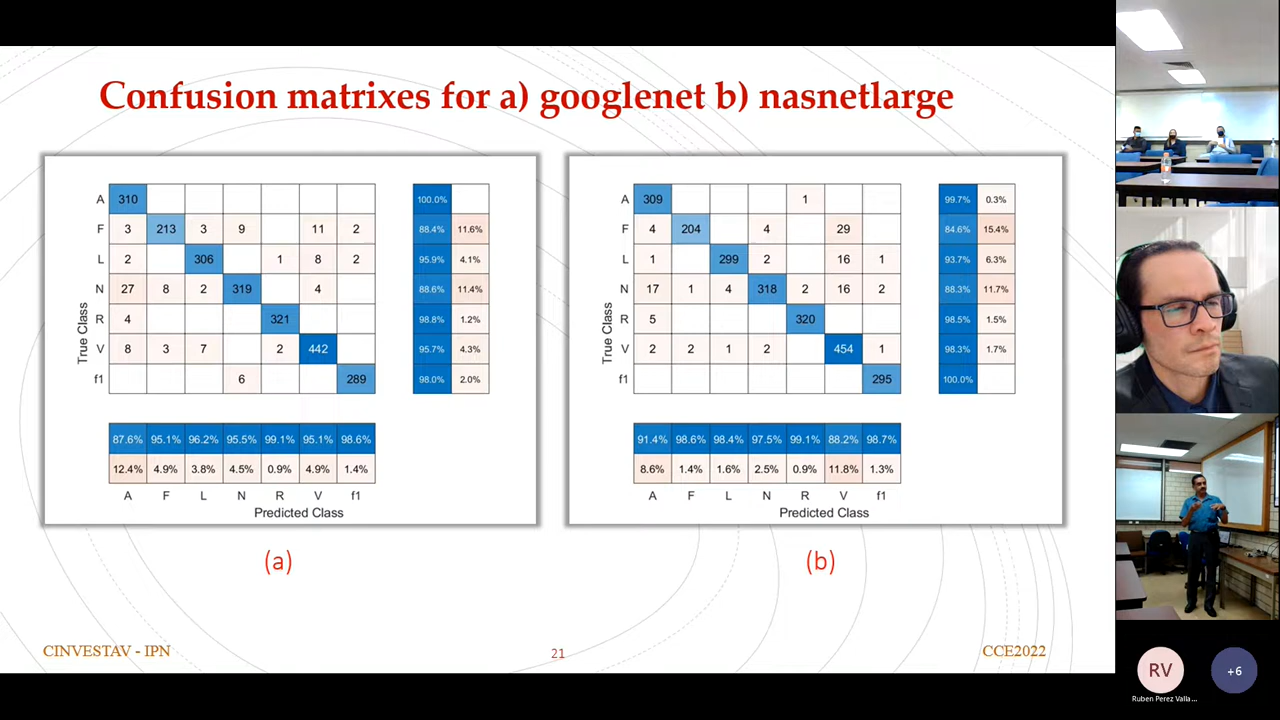 Confusion matrixes for a) googlenet b) nasnetlarge
True Class
A 310 100.0%
F 3 213 3 9 11 2 88.4% 11.6%
L 2 306 1 8 2 95.9% 4.1%
N 27 8 2 319 4 88.6% 11.4%
R 4 321 98.8% 1.2%
V 8 3 7 2 442 95.7% 4.3%
f1 6 289 98.0% 2.0%
87.6% 95.1% 96.2% 95.5% 99.1% 95.1% 98.6%
12.4% 4.9% 3.8% 4.5% 0.9% 4.9% 1.4%
A F L N R V f1
Predicted Class
(a)
True Class
A 309 1 99.7% 0.3%
F 4 204 4 29 84.6% 15.4%
L 1 299 2 16 1 93.7% 6.3%
N 17 1 4 318 2 16 2 88.3% 11.7%
R 5 320 98.5% 1.5%
V 2 2 1 2 454 1 98.3% 1.7%
f1 295 100.0%
91.4% 98.6% 98.4% 97.5% 99.1% 88.2% 98.7%
8.6% 1.4% 1.6% 2.5% 0.9% 11.8% 1.3%
A F L N R V f1
Predicted Class
(b)
CINVESTAV - IPN
21
CCE2022
RV
+6
Ruben Perez Valla...